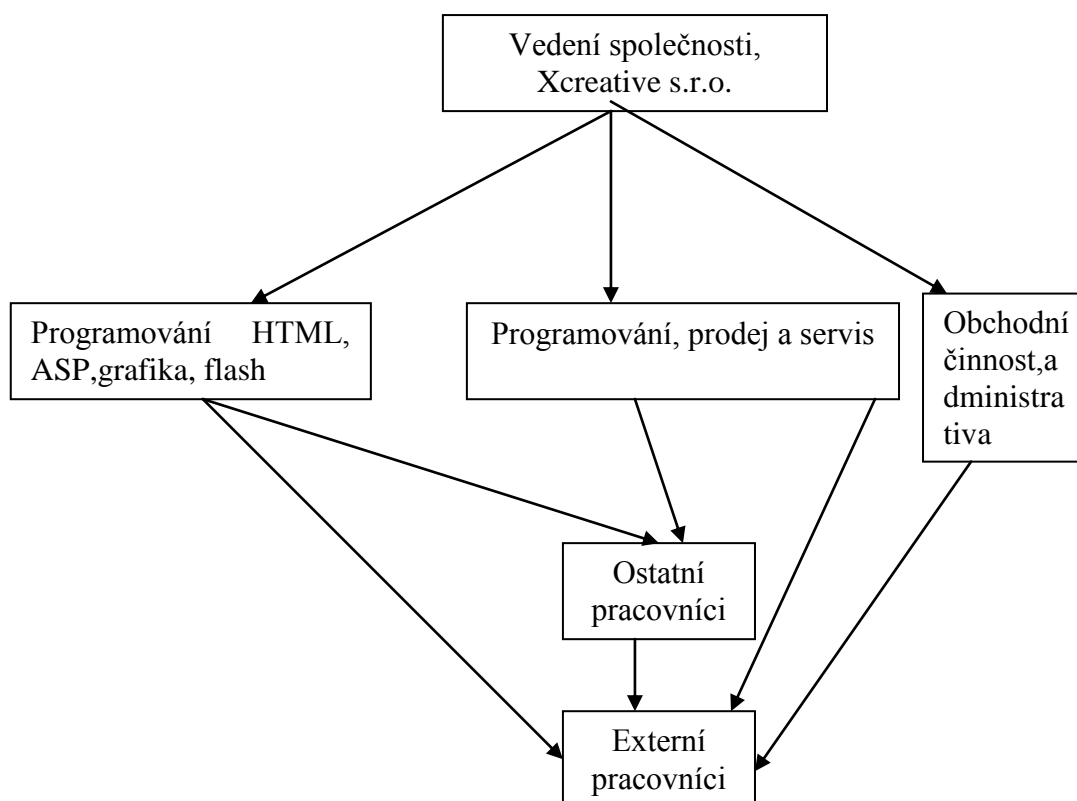 Vedení společnosti,
Xcreative s.r.o.
Programování HTML,
ASP,grafika, flash
Programování, prodej a servis
Obchodní
činnost,a
dministra
tiva
Ostatní
pracovníci
Externí
pracovníci